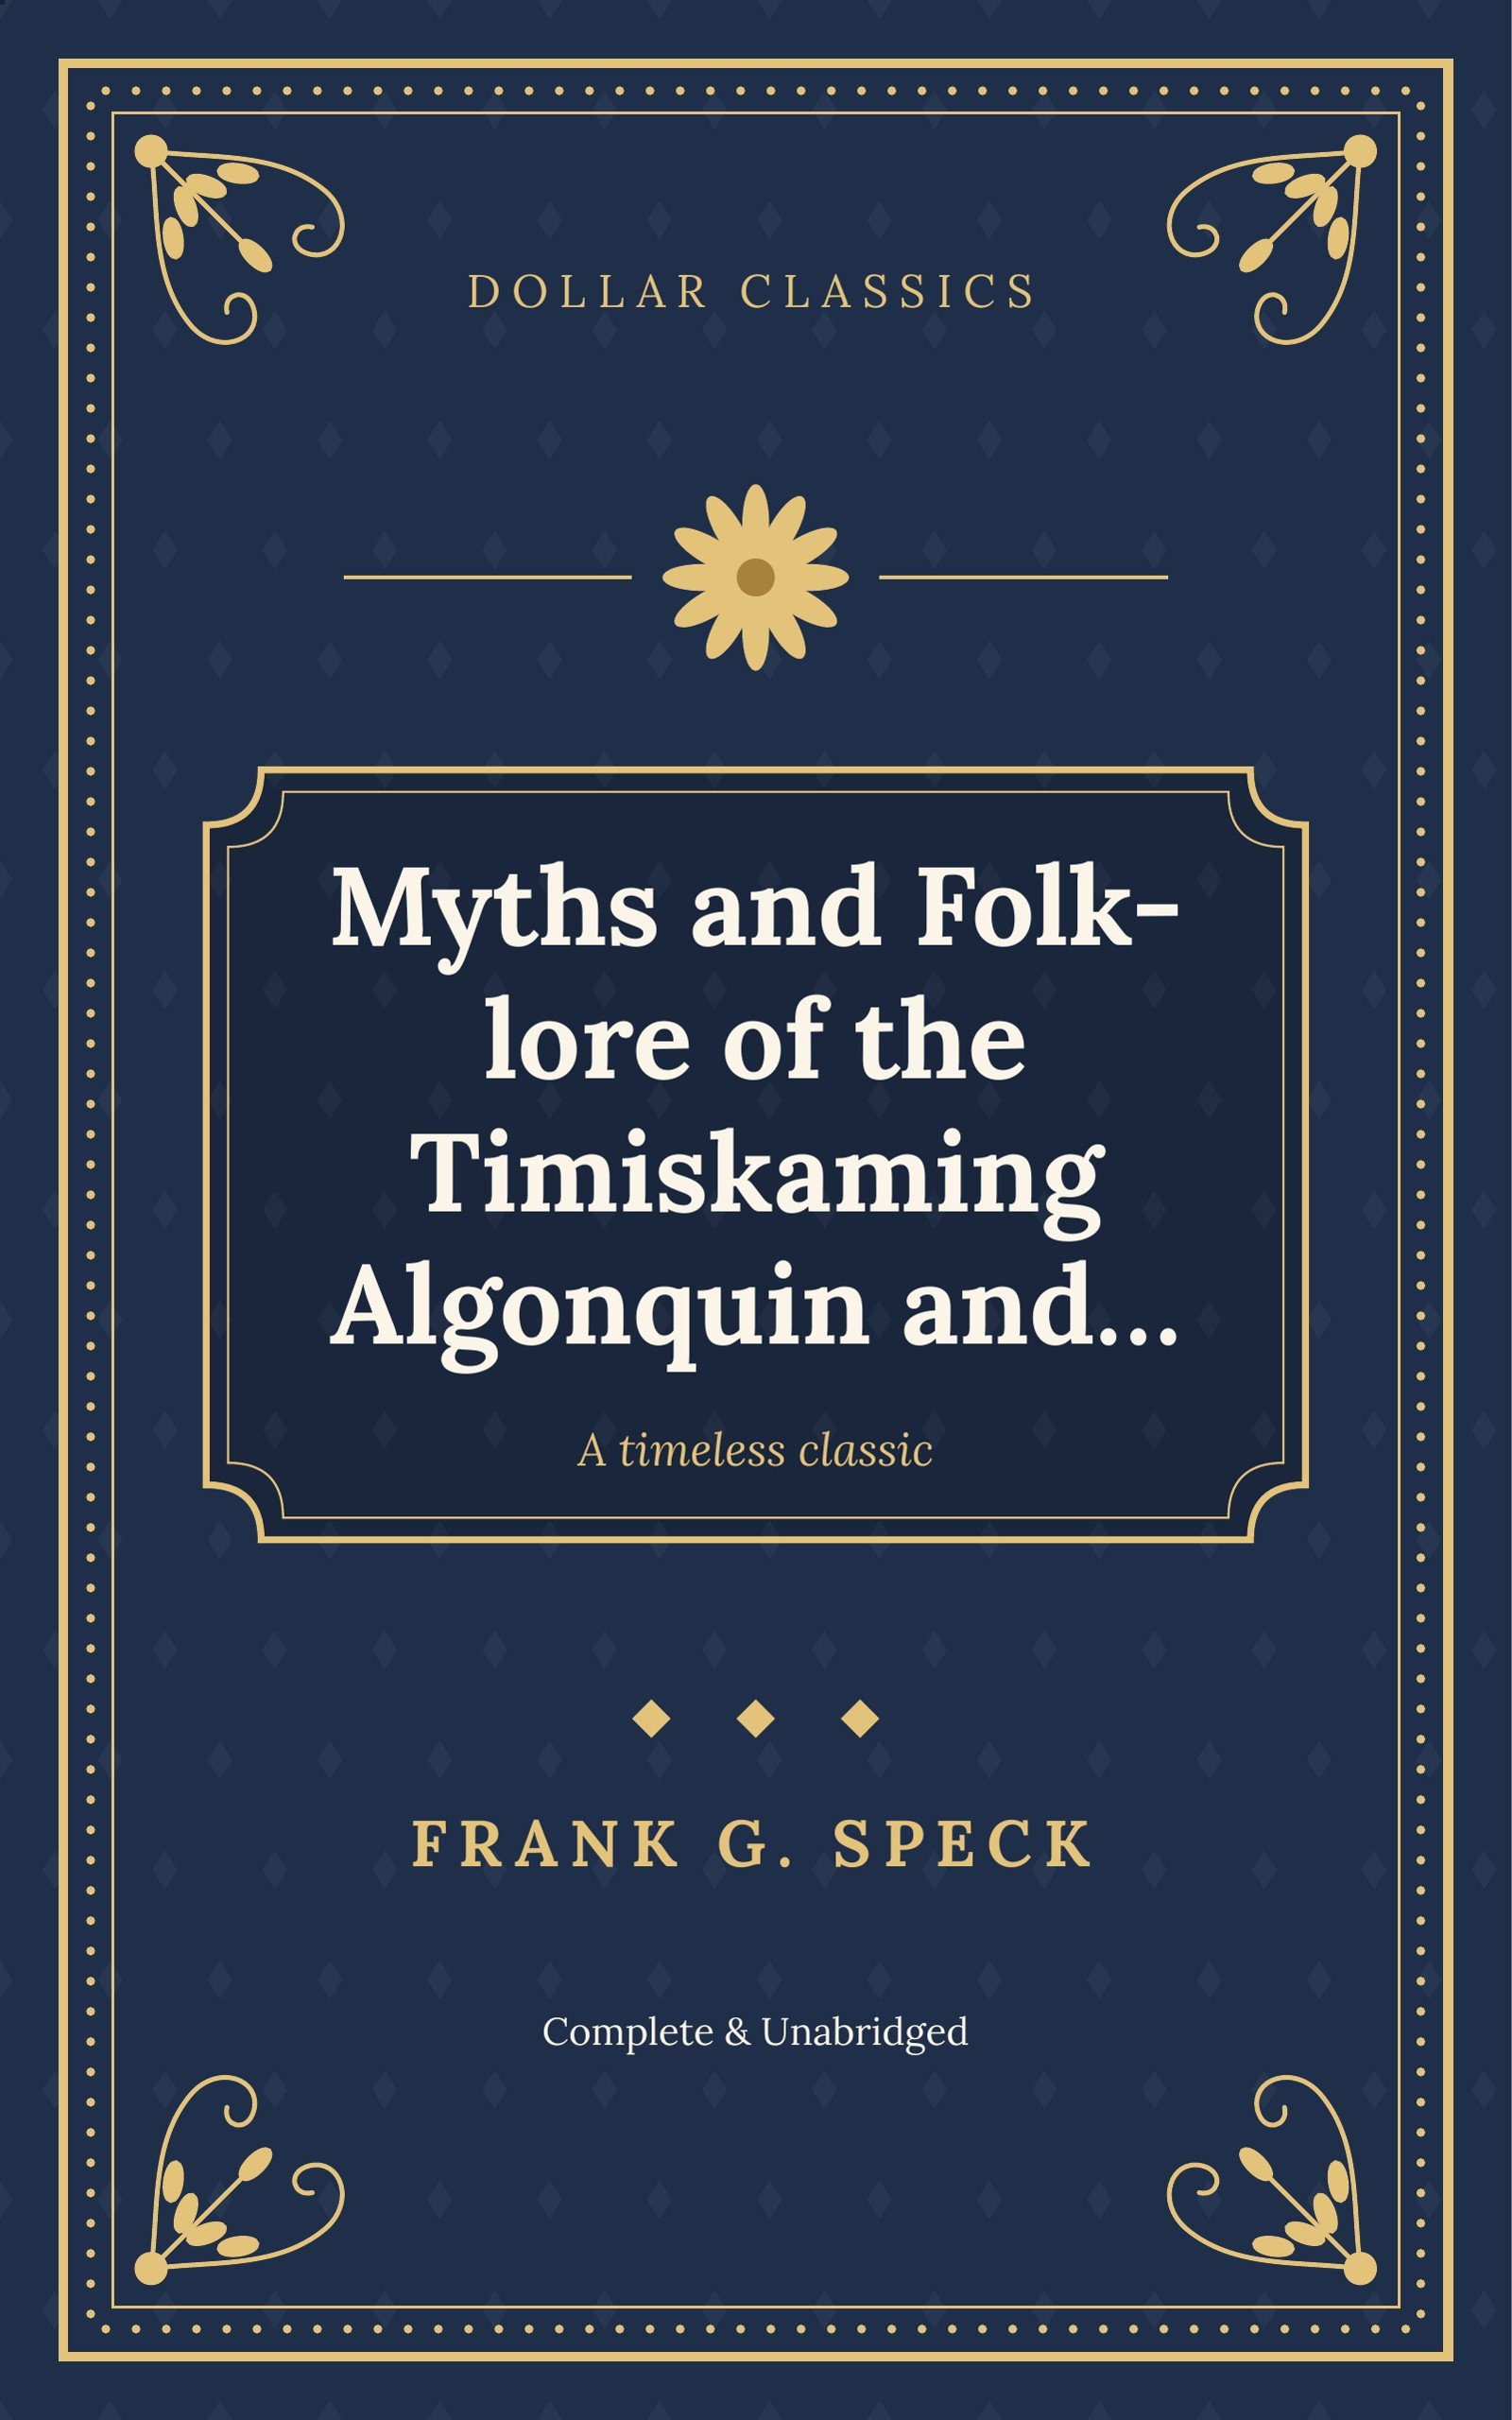 DOLLAR CLASSICS
Myths and Folk-
lore of the
Timiskaming
Algonquin and...
A timeless classic
FRANK G. SPECK
Complete & Unabridged